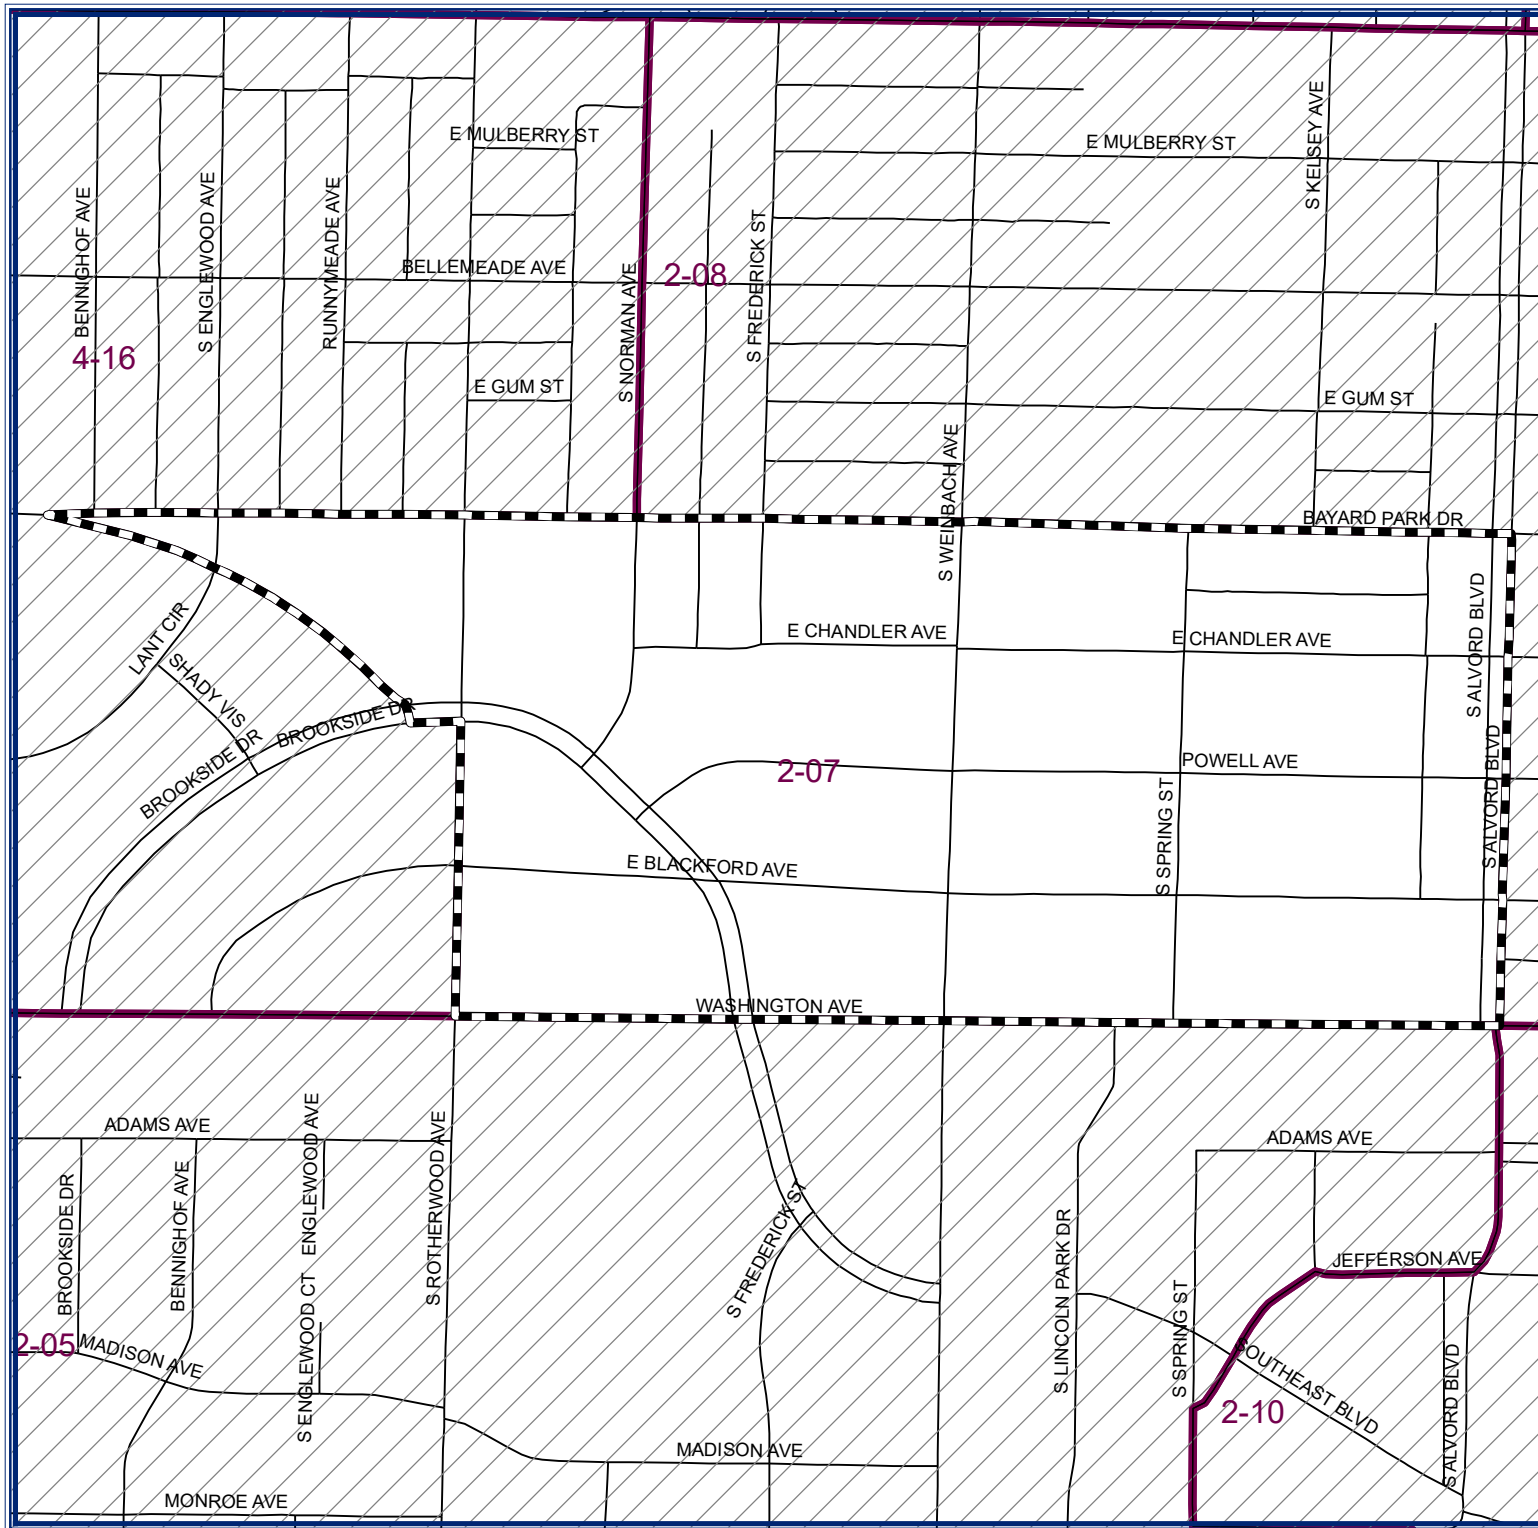 E MULBERRY ST
E MULBERRY ST
S KELSEY AVE
BENNIGHOF AVE
S ENGLEWOOD AVE
RUNNYMEADE AVE
BELLEMEADE AVE
S NORMAN AVE
2-08
S FREDERICK ST
4-16
E GUM ST
E GUM ST
S WEINBACH AVE
BAYARD PARK DR
LANT CIR
SHADY VIS
BROOKSIDE DR
BROOKSIDE DR
E CHANDLER AVE
E CHANDLER AVE
S ALVORD BLVD
2-07
POWELL AVE
S ALVORD BLVD
S SPRING ST
E BLACKFORD AVE
WASHINGTON AVE
ADAMS AVE
ENGLEWOOD AVE
S ROTHERWOOD AVE
ADAMS AVE
BROOKSIDE DR
BENNIGHOF AVE
S ENGLEWOOD CT
S FREDERICK ST
S LINCOLN PARK DR
JEFFERSON AVE
S SPRING ST
2-05
MADISON AVE
SOUTHEAST BLVD
S ALVORD BLVD
2-10
MADISON AVE
MONROE AVE